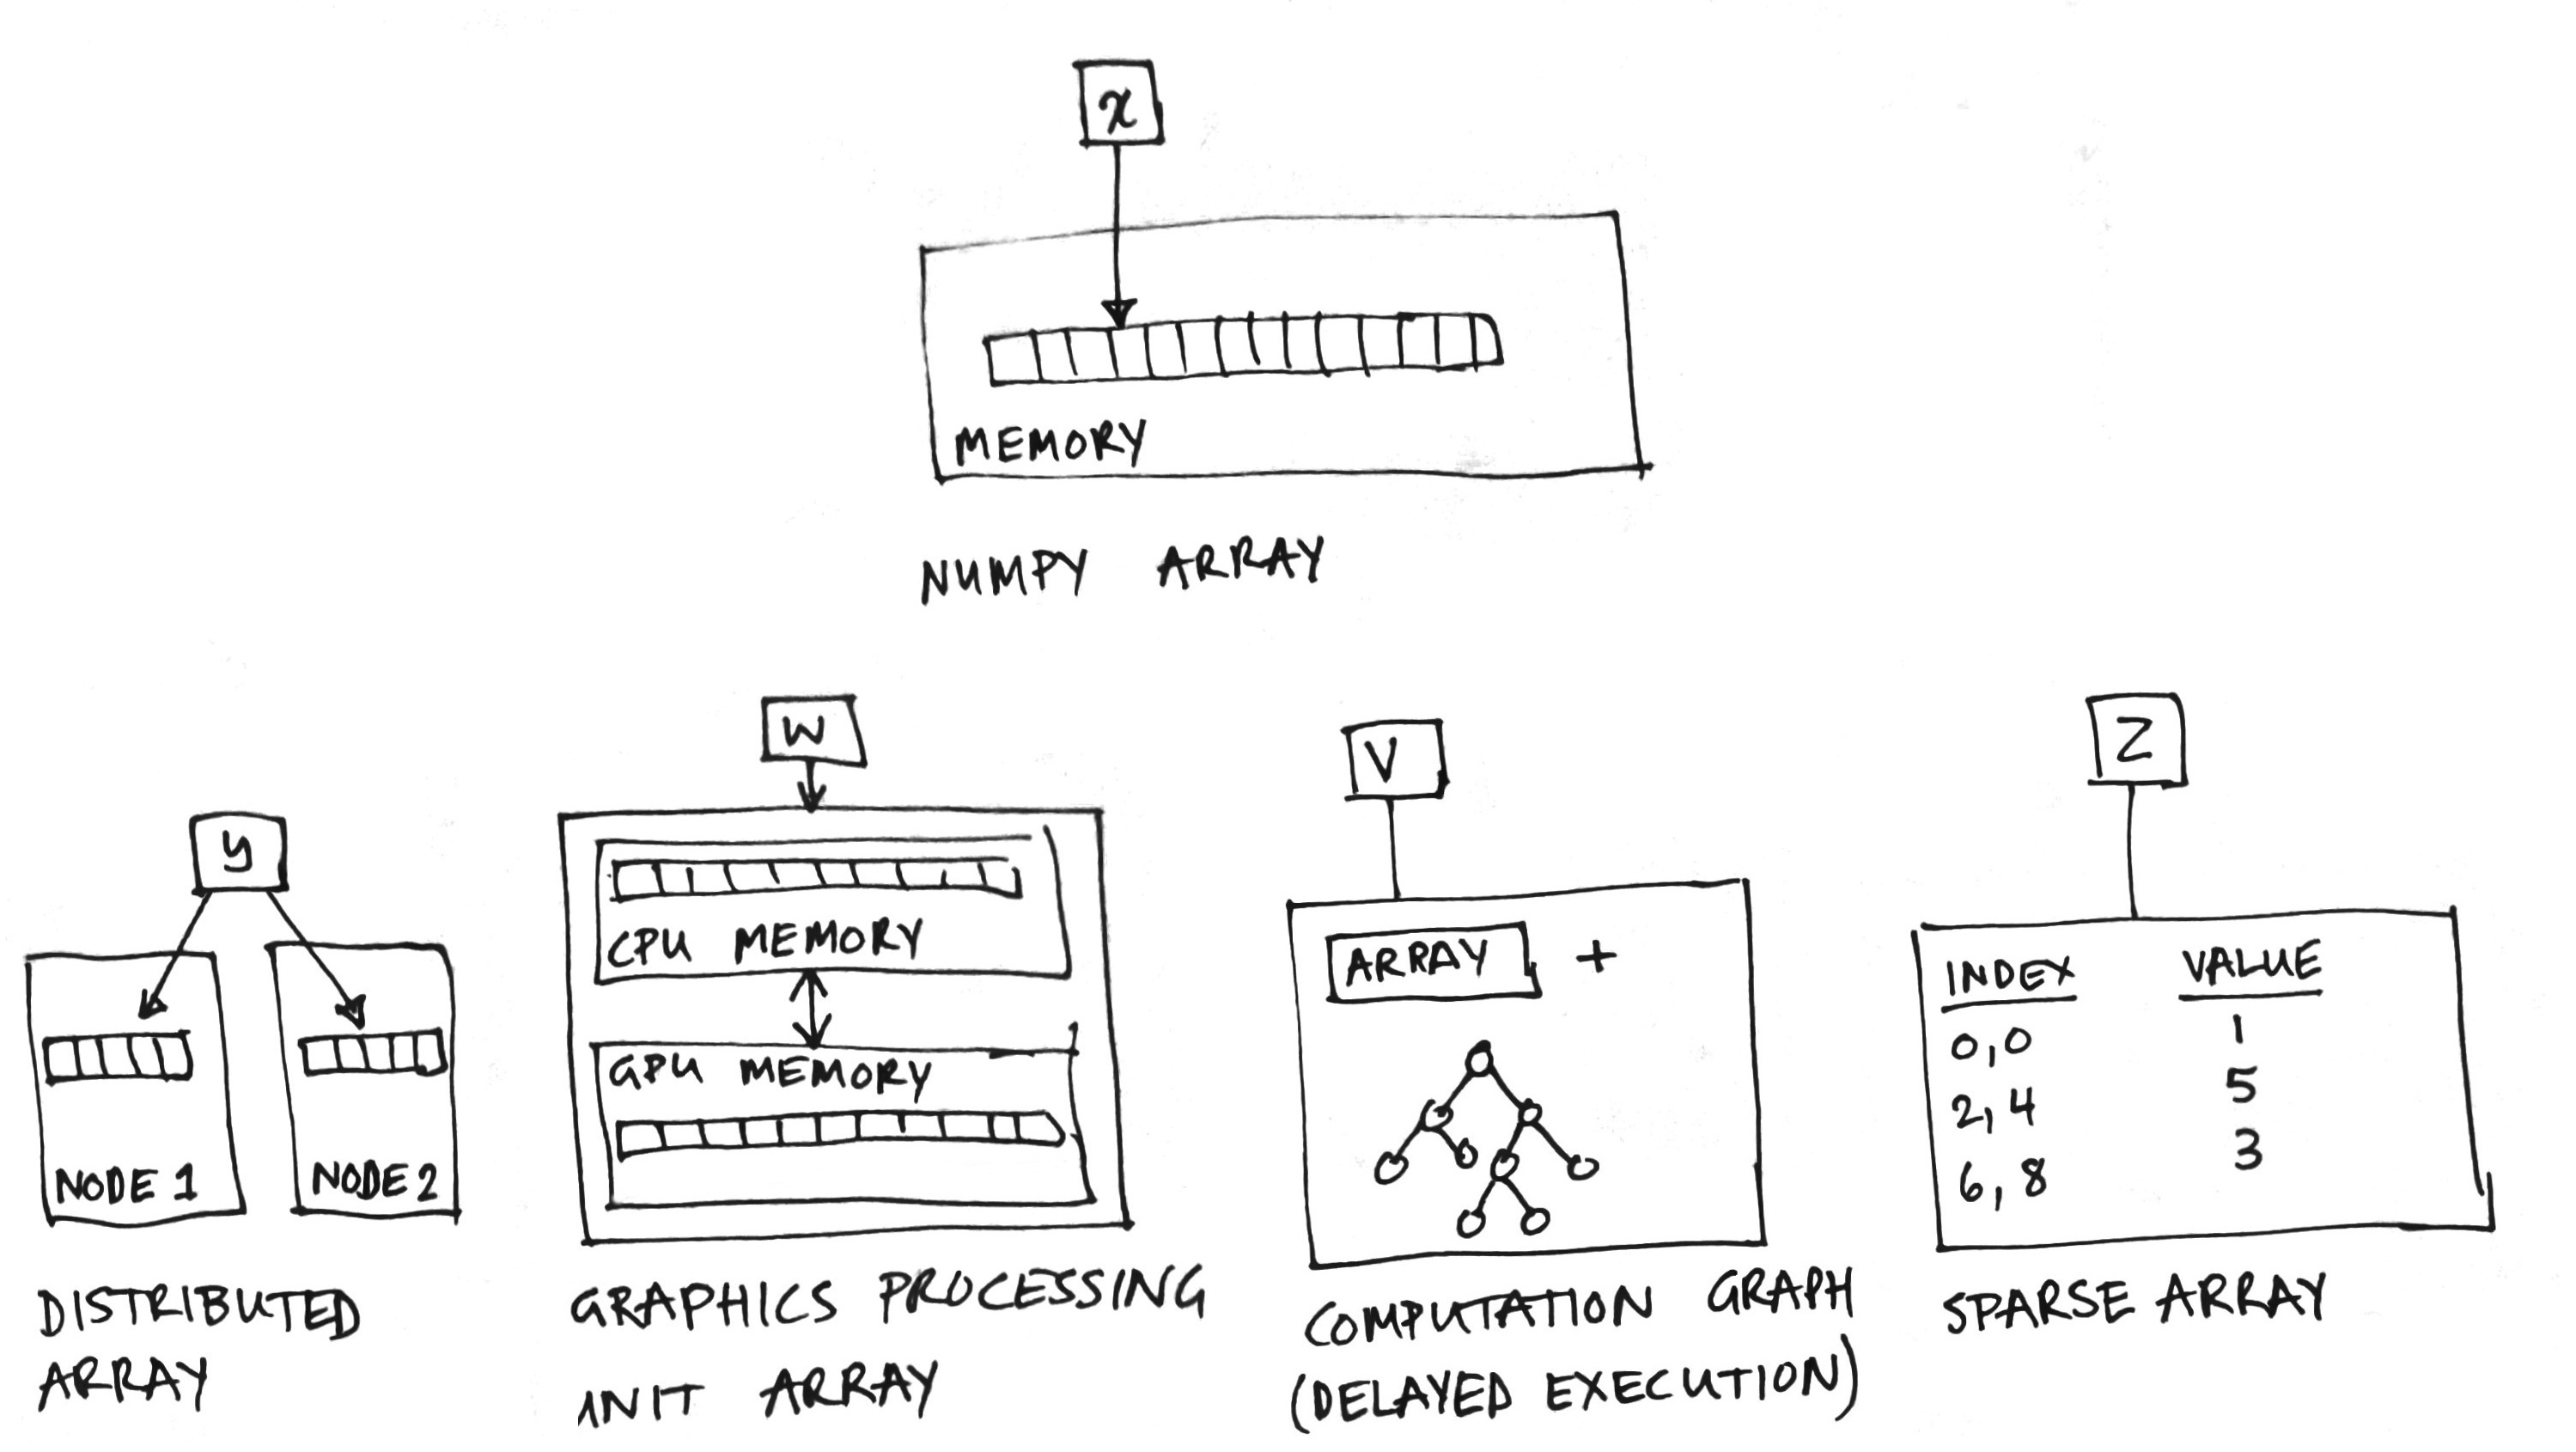 x
MEMORY
NUMPY ARRAY
y
NODE 1
NODE 2
DISTRIBUTED
ARRAY
W
CPU MEMORY
GPU MEMORY
GRAPHICS PROCESSING
UNIT ARRAY
V
ARRAY +
COMPUTATION GRAPH
(DELAYED EXECUTION)
Z
INDEX VALUE
0,0 1
2,4 5
6,8 3
SPARSE ARRAY